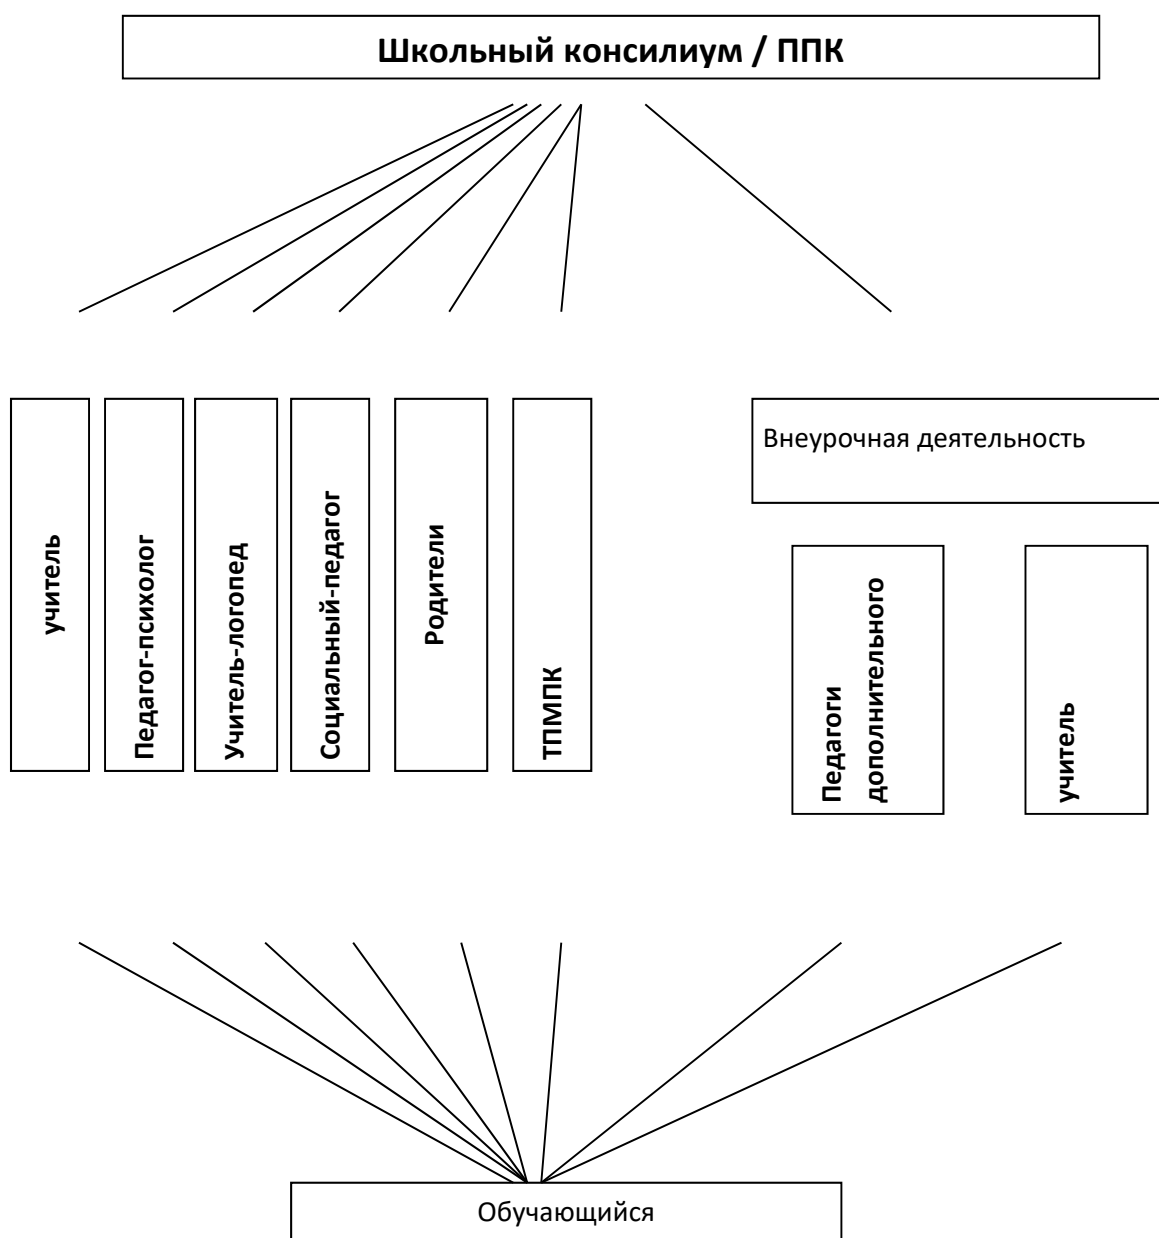 Школьный консилиум / ППК
учитель
Педагог-психолог
Учитель-логопед
Социальный-педагог
Родители
ТПМПК
Внеурочная деятельность
Педагоги
дополнительного
учитель
Обучающийся